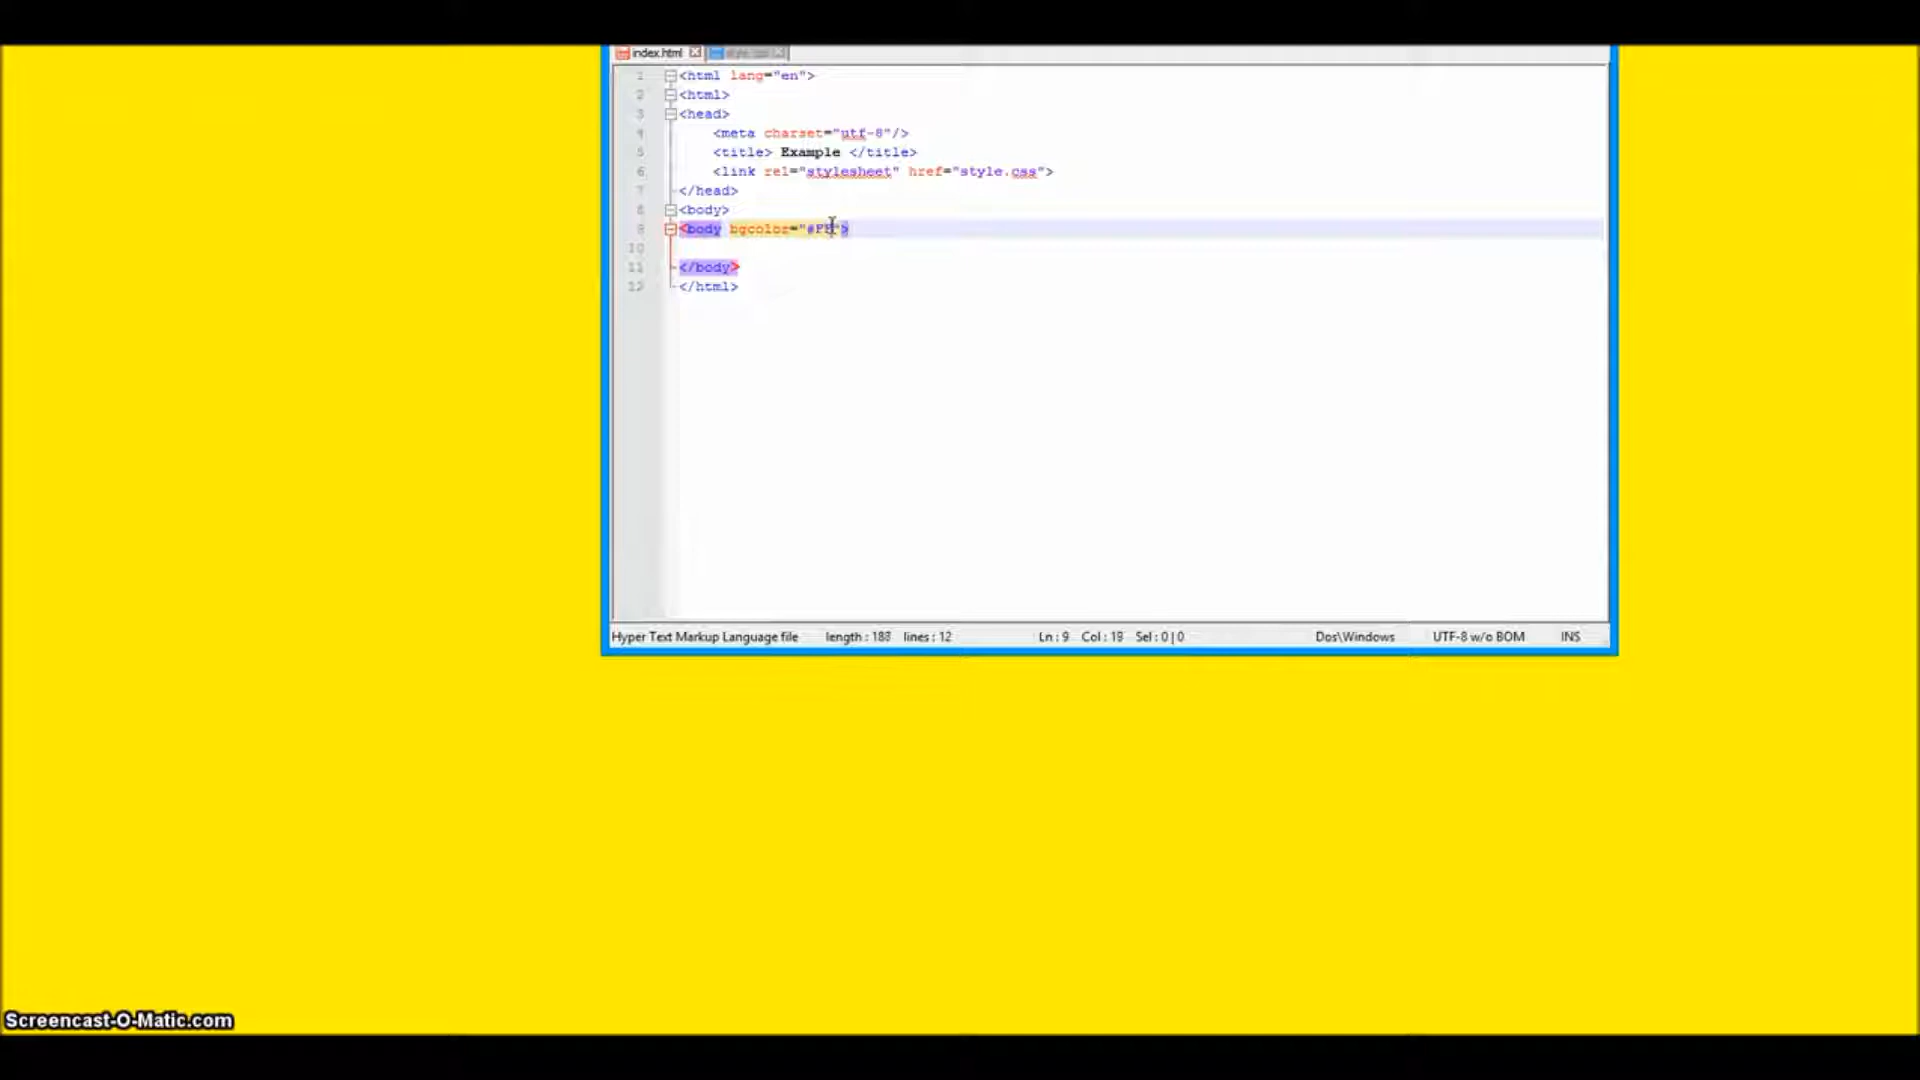 index.html
1 <html lang="en">
2 <html>
3 <head>
4 <meta charset="utf-8"/>
5 <title> Example </title>
6 <link rel="stylesheet" href="style.css">
7 </head>
8 <body>
9 <body bgcolor="#FF">
10
11 </body>
12 </html>
Hyper Text Markup Language file length : 188 lines : 12 Ln : 9 Col : 19 Sel : 0 | 0 Dos\Windows UTF-8 w/o BOM INS
Screencast-O-Matic.com